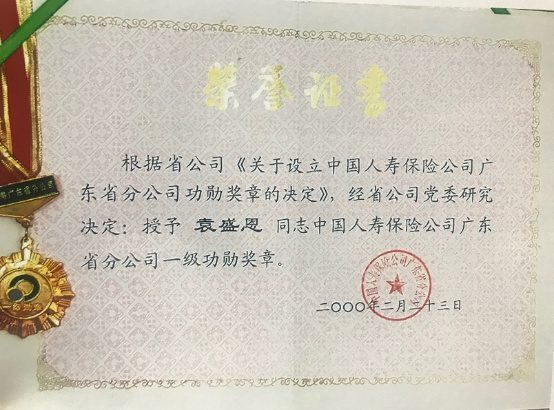 荣誉证书
根据省公司《关于设立中国人寿保险公司广
东省分公司功勋奖章的决定》，经省公司党委研究
决定：授予 袁盛恩 同志中国人寿保险公司广东
省分公司一级功勋奖章。
二〇〇〇年二月二十三日